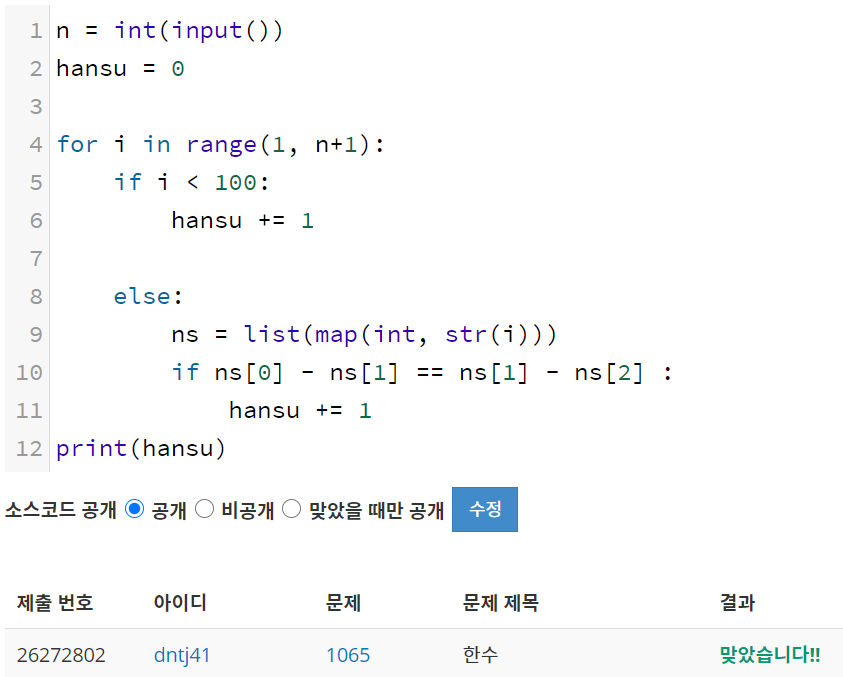 1 n = int(input())
2 hansu = 0
3
4 for i in range(1, n+1):
5     if i < 100:
6         hansu += 1
7
8     else:
9         ns = list(map(int, str(i)))
10         if ns[0] - ns[1] == ns[1] - ns[2] :
11             hansu += 1
12 print(hansu)
소스코드 공개 공개 비공개 맞았을 때만 공개 수정
제출 번호 아이디 문제 문제 제목 결과
26272802 dntj41 1065 한수 맞았습니다!!